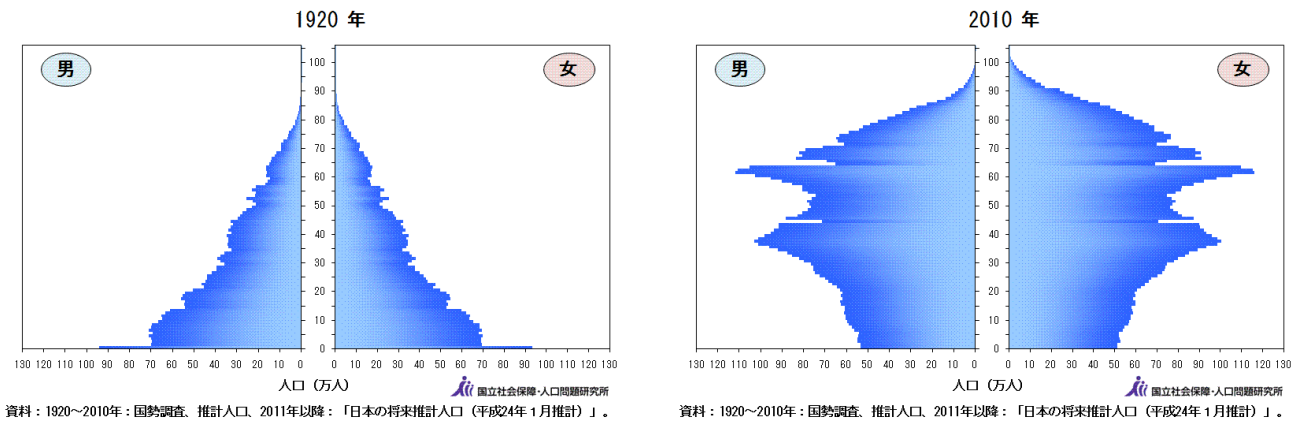 1920 年
男
女
100
90
80
70
60
50
40
30
20
10
0
130 120 110 100 90 80 70 60 50 40 30 20 10 0
0 10 20 30 40 50 60 70 80 90 100 110 120 130
人口（万人）
国立社会保障・人口問題研究所
資料：1920～2010年：国勢調査、推計人口、2011年以降：「日本の将来推計人口（平成24年1月推計）」。
2010 年
男
女
100
90
80
70
60
50
40
30
20
10
0
130 120 110 100 90 80 70 60 50 40 30 20 10 0
0 10 20 30 40 50 60 70 80 90 100 110 120 130
人口（万人）
国立社会保障・人口問題研究所
資料：1920～2010年：国勢調査、推計人口、2011年以降：「日本の将来推計人口（平成24年1月推計）」。